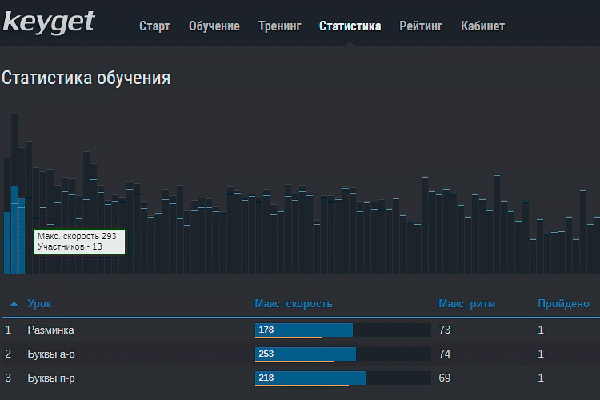 keyget
Старт Обучение Тренинг Статистика Рейтинг Кабинет
Статистика обучения
Макс. скорость 293
Участников - 13
Урок Макс. скорость Макс. ритм Пройдено
1 Разминка 178 73 1
2 Буквы а-о 253 74 1
3 Буквы п-р 218 69 1